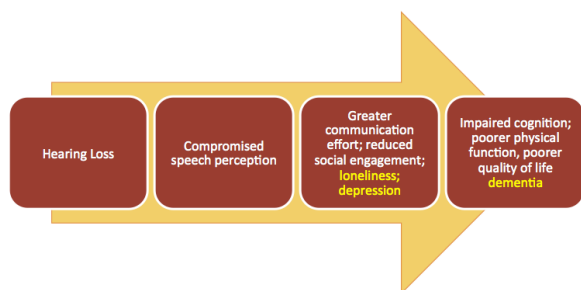 Hearing Loss
Compromised
speech perception
Greater
communication
effort; reduced
social engagement;
loneliness;
depression
Impaired cognition;
poorer physical
function, poorer
quality of life
dementia